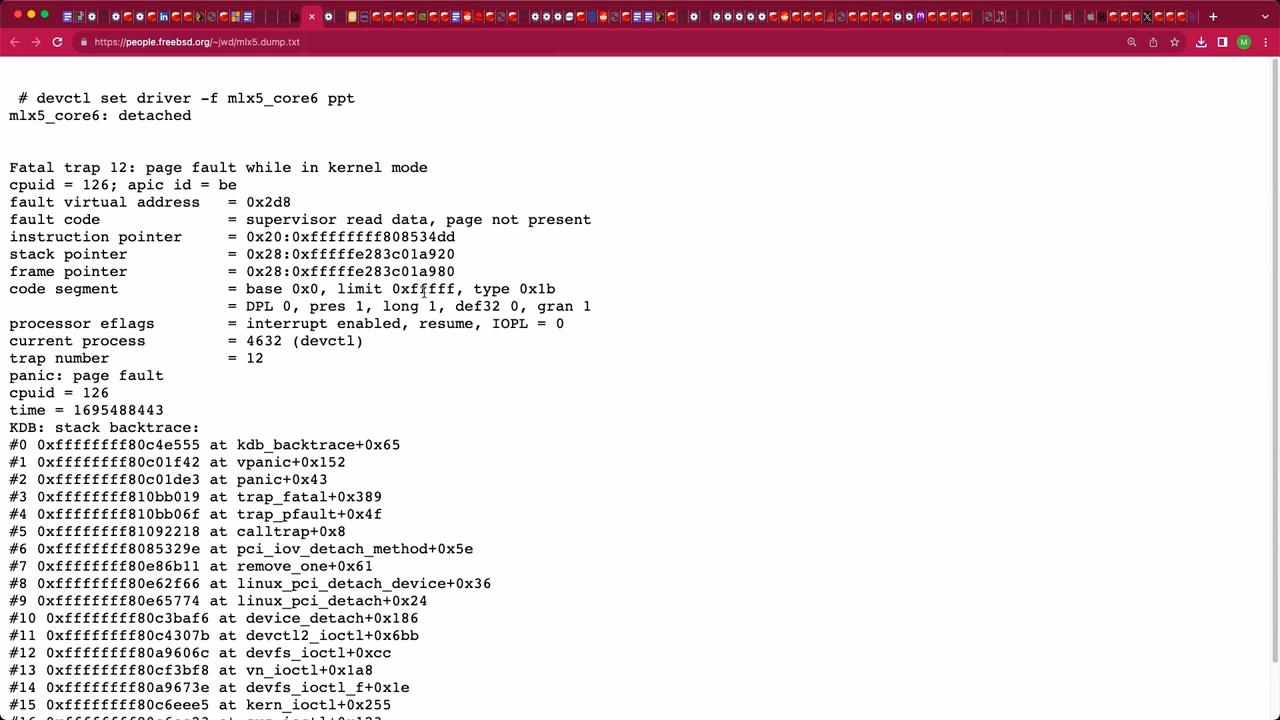 https://people.freebsd.org/~jwd/mlx5.dump.txt
M
# devctl set driver -f mlx5_core6 ppt
mlx5_core6: detached
Fatal trap 12: page fault while in kernel mode
cpuid = 126; apic id = be
fault virtual address = 0x2d8
fault code = supervisor read data, page not present
instruction pointer = 0x20:0xffffffff808534dd
stack pointer = 0x28:0xfffffe283c01a920
frame pointer = 0x28:0xfffffe283c01a980
code segment = base 0x0, limit 0xfffff, type 0x1b
= DPL 0, pres 1, long 1, def32 0, gran 1
processor eflags = interrupt enabled, resume, IOPL = 0
current process = 4632 (devctl)
trap number = 12
panic: page fault
cpuid = 126
time = 1695488443
KDB: stack backtrace:
#0 0xffffffff80c4e555 at kdb_backtrace+0x65
#1 0xffffffff80c01f42 at vpanic+0x152
#2 0xffffffff80c01de3 at panic+0x43
#3 0xffffffff810bb019 at trap_fatal+0x389
#4 0xffffffff810bb06f at trap_pfault+0x4f
#5 0xffffffff81092218 at calltrap+0x8
#6 0xffffffff8085329e at pci_iov_detach_method+0x5e
#7 0xffffffff80e86b11 at remove_one+0x61
#8 0xffffffff80e62f66 at linux_pci_detach_device+0x36
#9 0xffffffff80e65774 at linux_pci_detach+0x24
#10 0xffffffff80c3baf6 at device_detach+0x186
#11 0xffffffff80c4307b at devctl2_ioctl+0x6bb
#12 0xffffffff80a9606c at devfs_ioctl+0xcc
#13 0xffffffff80cf3bf8 at vn_ioctl+0x1a8
#14 0xffffffff80a9673e at devfs_ioctl_f+0x1e
#15 0xffffffff80c6eee5 at kern_ioctl+0x255